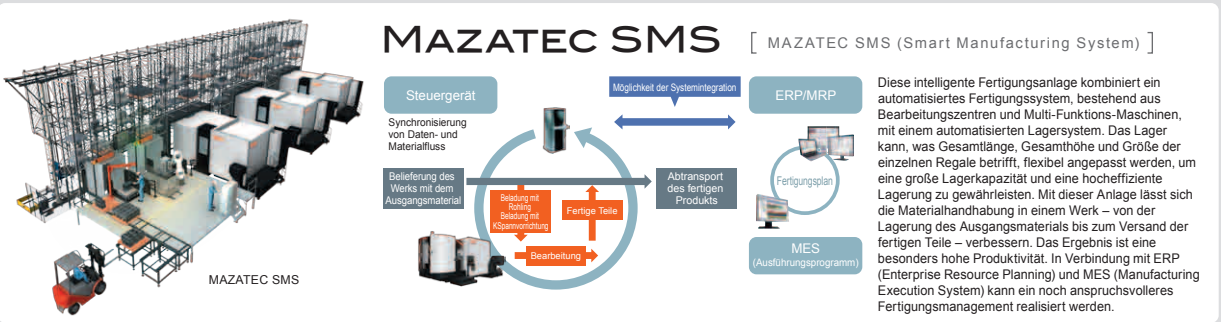 MAZATEC SMS
[ MAZATEC SMS (Smart Manufacturing System) ]
MAZATEC SMS
Steuergerät
Synchronisierung
von Daten- und
Materialfluss
Möglichkeit der Systemintegration
ERP/MRP
Belieferung des
Werks mit dem
Ausgangsmaterial
Beladung mit
Rohling
Beladung mit
KSpannvorrichtung
Fertige Teile
Bearbeitung
Abtransport
des fertigen
Produkts
Fertigungsplan
MES
(Ausführungsprogramm)
Diese intelligente Fertigungsanlage kombiniert ein
automatisiertes Fertigungssystem, bestehend aus
Bearbeitungszentren und Multi-Funktions-Maschinen,
mit einem automatisierten Lagersystem. Das Lager
kann, was Gesamtlänge, Gesamthöhe und Größe der
einzelnen Regale betrifft, flexibel angepasst werden, um
eine große Lagerkapazität und eine hocheffiziente
Lagerung zu gewährleisten. Mit dieser Anlage lässt sich
die Materialhandhabung in einem Werk – von der
Lagerung des Ausgangsmaterials bis zum Versand der
fertigen Teile – verbessern. Das Ergebnis ist eine
besonders hohe Produktivität. In Verbindung mit ERP
(Enterprise Resource Planning) und MES (Manufacturing
Execution System) kann ein noch anspruchsvolleres
Fertigungsmanagement realisiert werden.